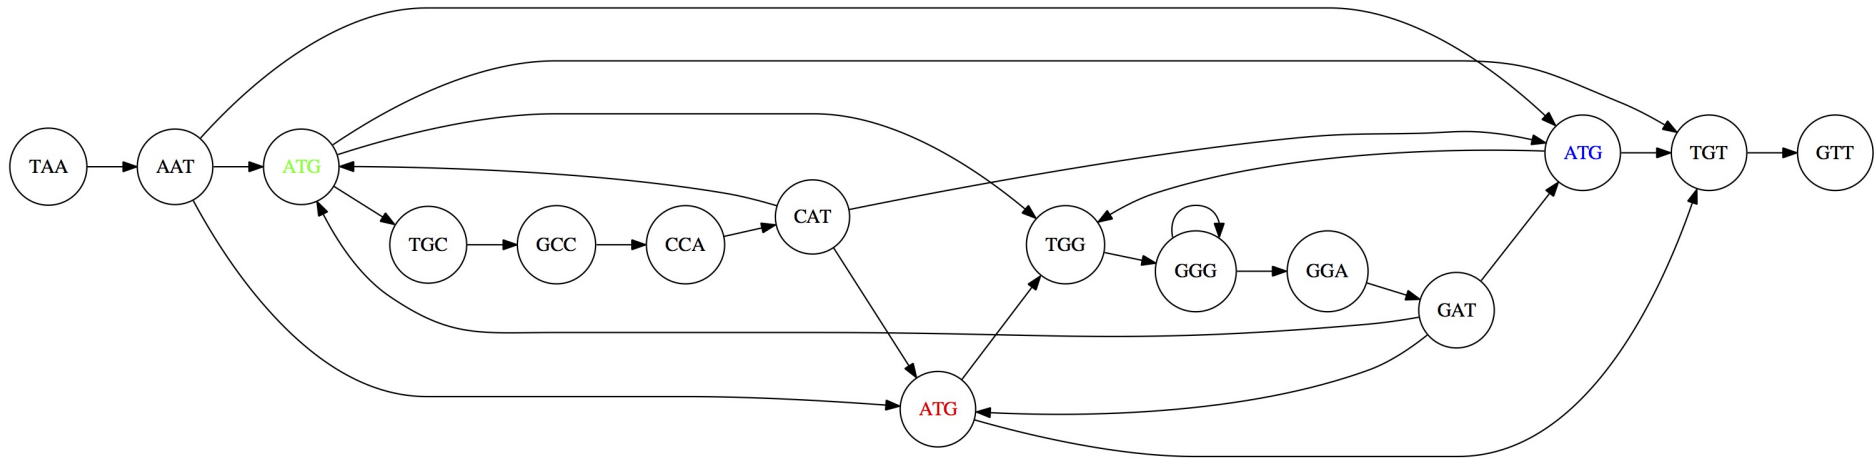 TAA
AAT
ATG
TGC
GCC
CCA
CAT
ATG
TGG
GGG
GGA
GAT
ATG
TGT
GTT